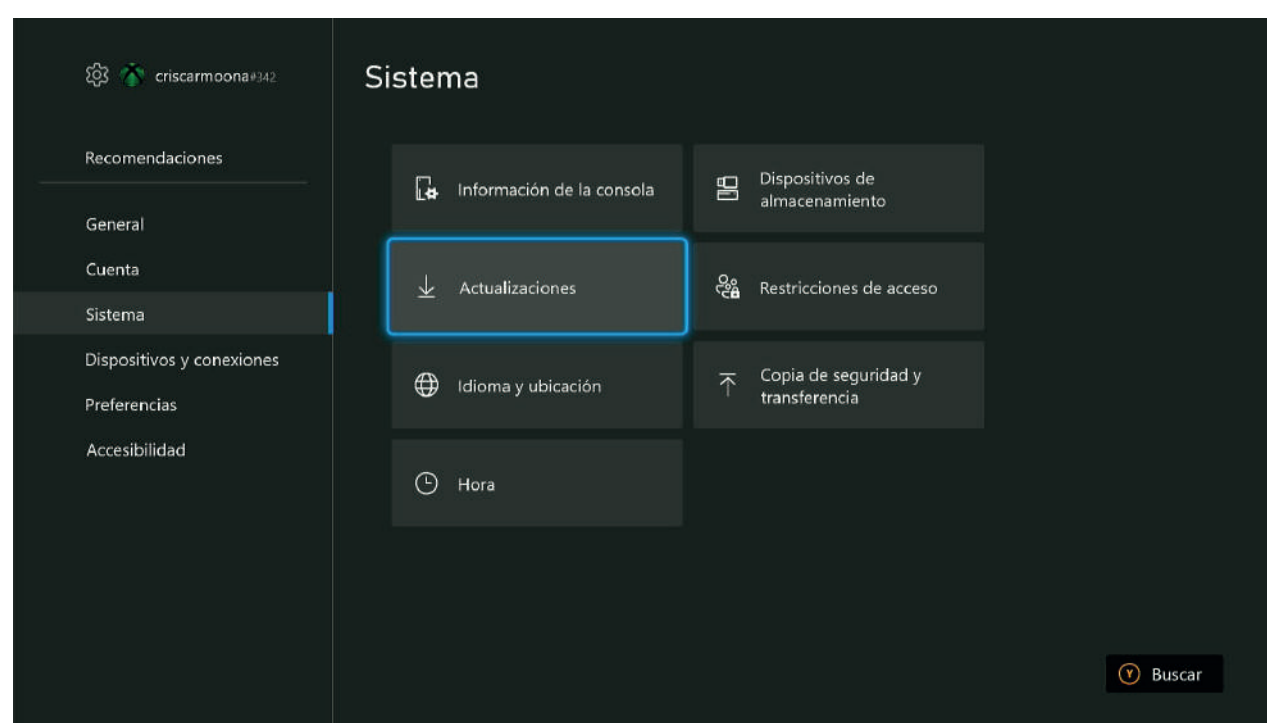 criscarmoona#342
Recomendaciones
General
Cuenta
Sistema
Dispositivos y conexiones
Preferencias
Accesibilidad
Sistema
Información de la consola
Dispositivos de
almacenamiento
Actualizaciones
Restricciones de acceso
Idioma y ubicación
Copia de seguridad y
transferencia
Hora
Y Buscar